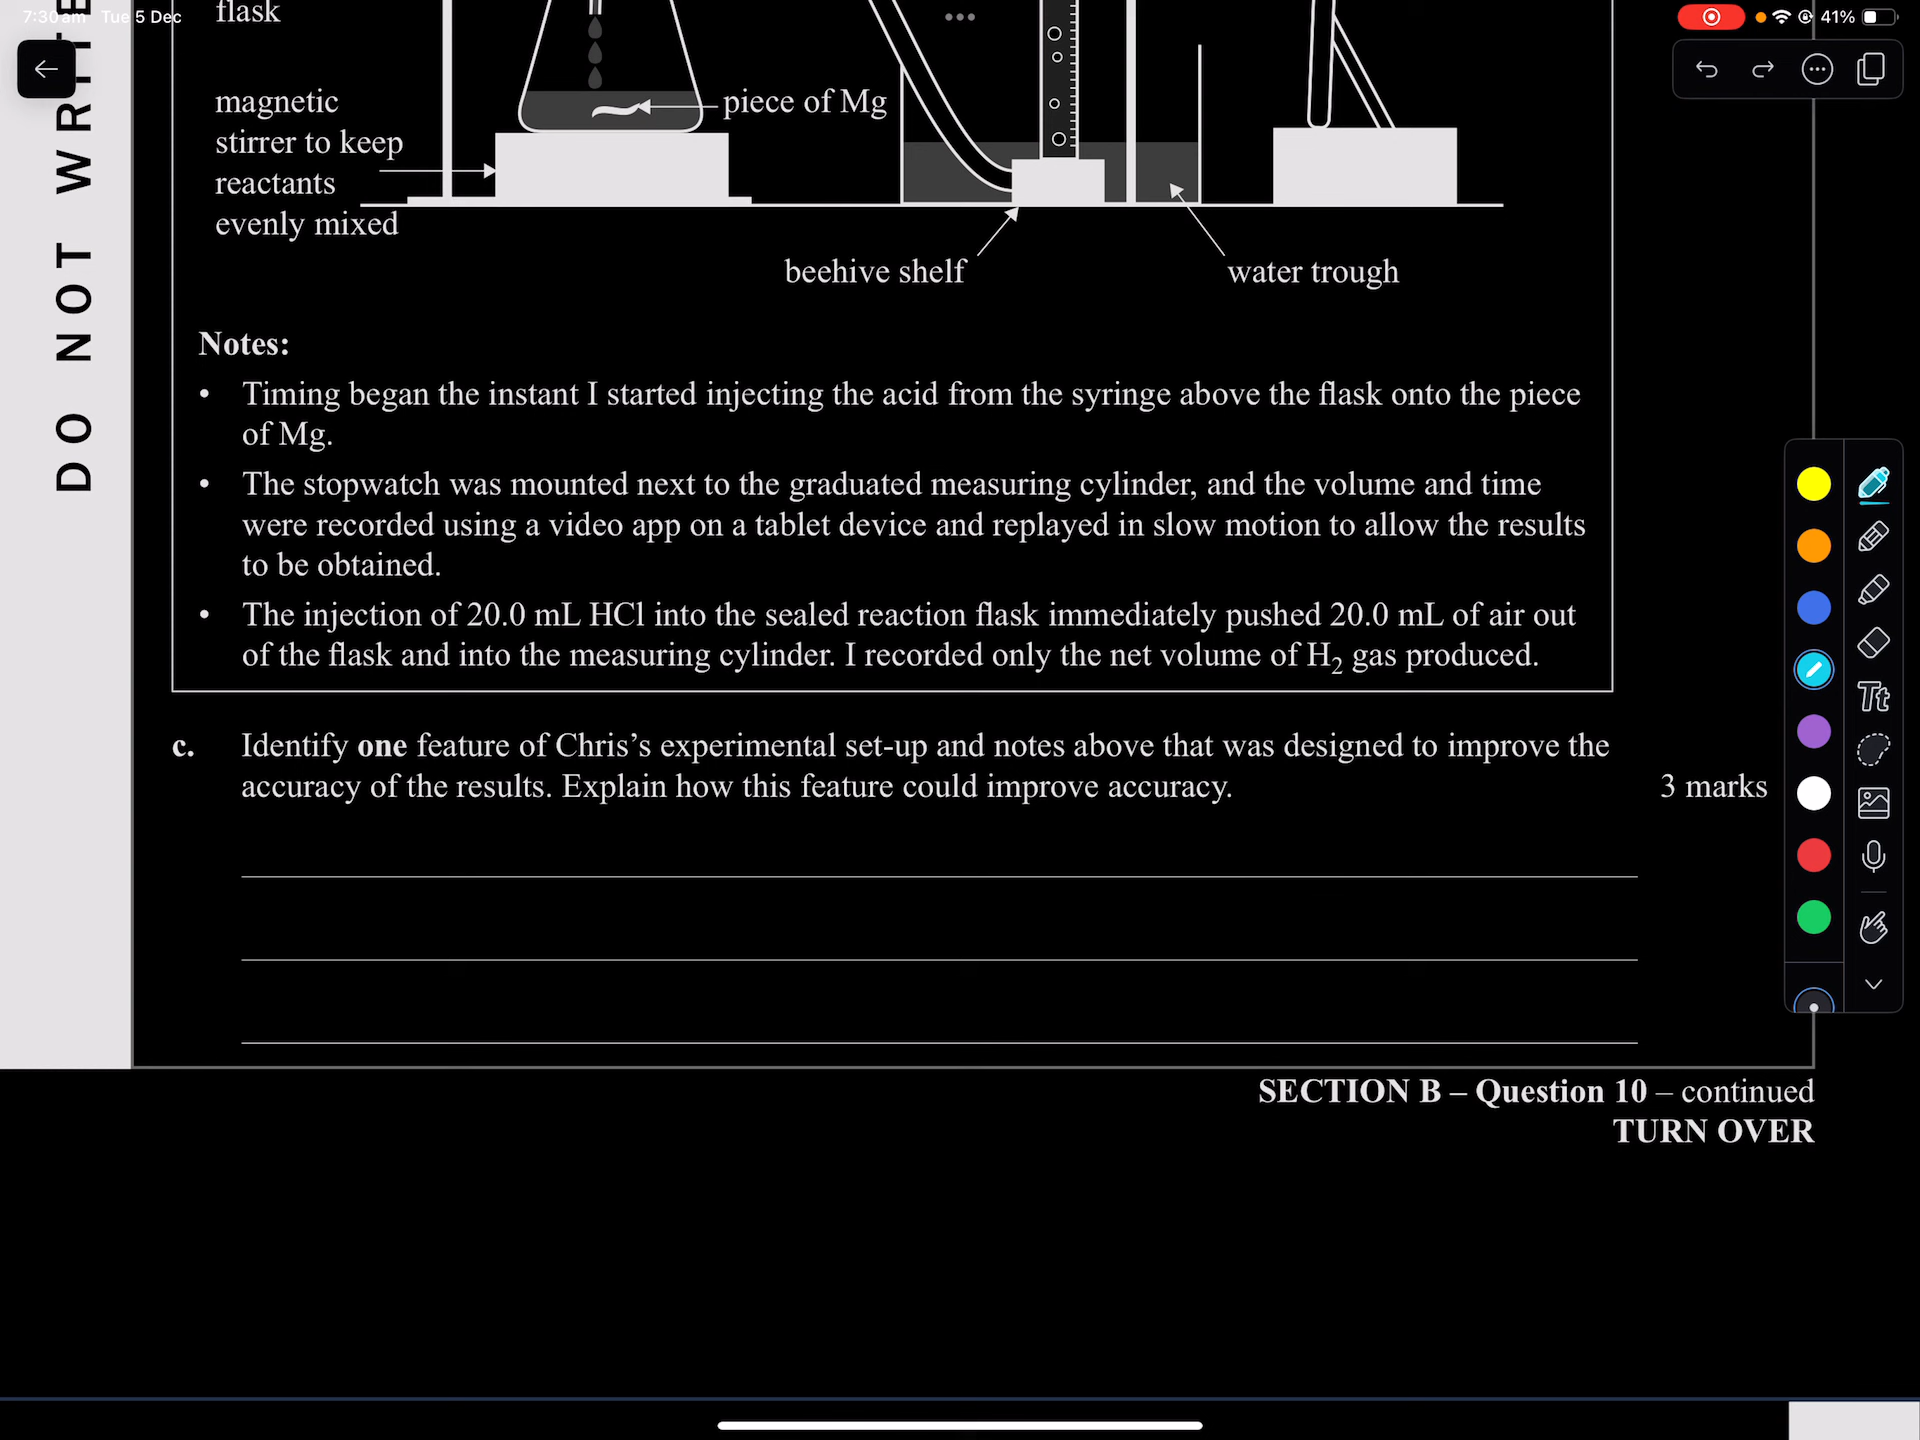 7:30 am Tue 5 Dec
41%
DO NOT WRITE
flask
magnetic
stirrer to keep
reactants
evenly mixed
piece of Mg
beehive shelf
water trough
Notes:
• Timing began the instant I started injecting the acid from the syringe above the flask onto the piece
of Mg.
• The stopwatch was mounted next to the graduated measuring cylinder, and the volume and time
were recorded using a video app on a tablet device and replayed in slow motion to allow the results
to be obtained.
• The injection of 20.0 mL HCl into the sealed reaction flask immediately pushed 20.0 mL of air out
of the flask and into the measuring cylinder. I recorded only the net volume of H₂ gas produced.
c. Identify one feature of Chris’s experimental set-up and notes above that was designed to improve the
accuracy of the results. Explain how this feature could improve accuracy.
3 marks
Tt
SECTION B – Question 10 – continued
TURN OVER